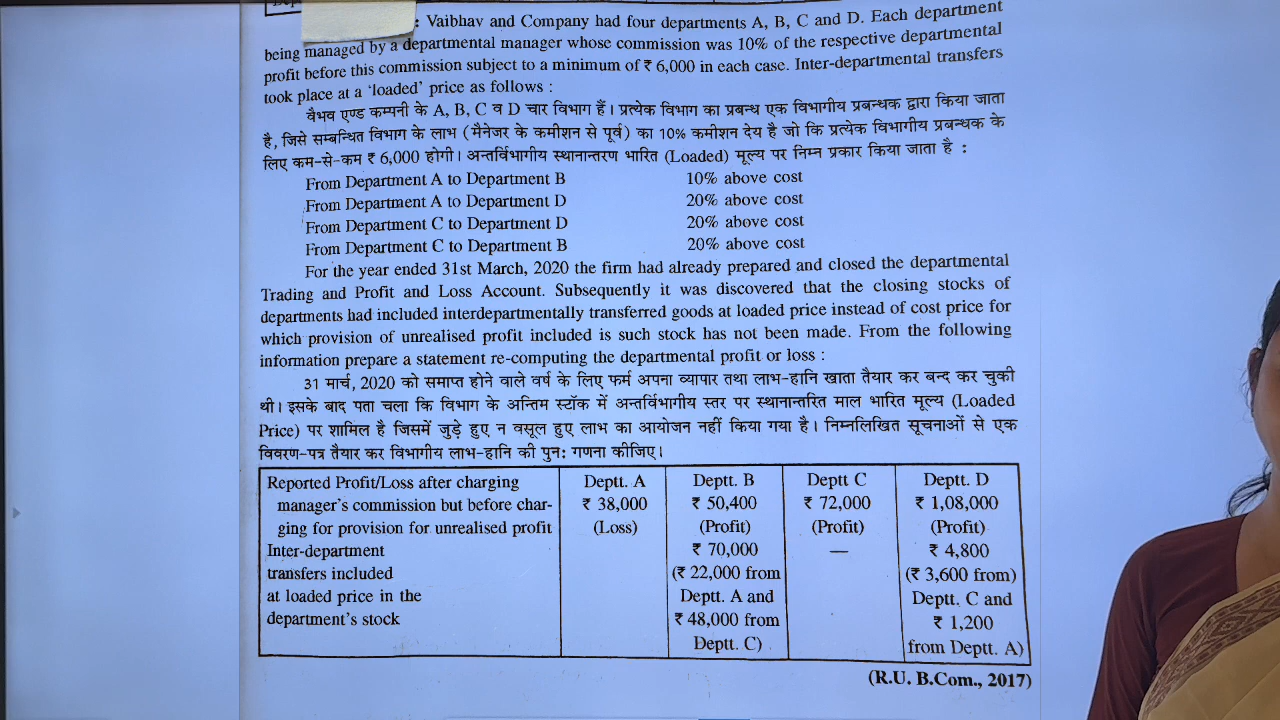 : Vaibhav and Company had four departments A, B, C and D. Each department
being managed by a departmental manager whose commission was 10% of the respective departmental
profit before this commission subject to a minimum of ₹ 6,000 in each case. Inter-departmental transfers
took place at a ‘loaded’ price as follows :
वैभव एण्ड कम्पनी के A, B, C व D चार विभाग हैं। प्रत्येक विभाग का प्रबन्ध एक विभागीय प्रबन्धक द्वारा किया जाता
है, जिसे सम्बन्धित विभाग के लाभ (मैनेजर के कमीशन से पूर्व) का 10% कमीशन देय है जो कि प्रत्येक विभागीय प्रबन्धक के
लिए कम-से-कम ₹ 6,000 होगी। अन्तर्विभागीय स्थानान्तरण भारित (Loaded) मूल्य पर निम्न प्रकार किया जाता है :
From Department A to Department B 10% above cost
From Department A to Department D 20% above cost
From Department C to Department D 20% above cost
From Department C to Department B 20% above cost
For the year ended 31st March, 2020 the firm had already prepared and closed the departmental
Trading and Profit and Loss Account. Subsequently it was discovered that the closing stocks of
departments had included interdepartmentally transferred goods at loaded price instead of cost price for
which provision of unrealised profit included is such stock has not been made. From the following
information prepare a statement re-computing the departmental profit or loss :
31 मार्च, 2020 को समाप्त होने वाले वर्ष के लिए फर्म अपना व्यापार तथा लाभ-हानि खाता तैयार कर बन्द कर चुकी
थी। इसके बाद पता चला कि विभाग के अन्तिम स्टॉक में अन्तर्विभागीय स्तर पर स्थानान्तरित माल भारित मूल्य (Loaded
Price) पर शामिल है जिसमें जुड़े हुए न वसूल हुए लाभ का आयोजन नहीं किया गया है। निम्नलिखित सूचनाओं से एक
विवरण-पत्र तैयार कर विभागीय लाभ-हानि की पुनः गणना कीजिए।
Reported Profit/Loss after charging Deptt. A Deptt. B Deptt C Deptt. D
manager's commission but before char- ₹ 38,000 ₹ 50,400 ₹ 72,000 ₹ 1,08,000
ging for provision for unrealised profit (Loss) (Profit) (Profit) (Profit)
Inter-department ₹ 70,000 — ₹ 4,800
transfers included (₹ 22,000 from (₹ 3,600 from)
at loaded price in the Deptt. A and Deptt. C and
department's stock ₹ 48,000 from ₹ 1,200
Deptt. C) from Deptt. A)
(R.U. B.Com., 2017)